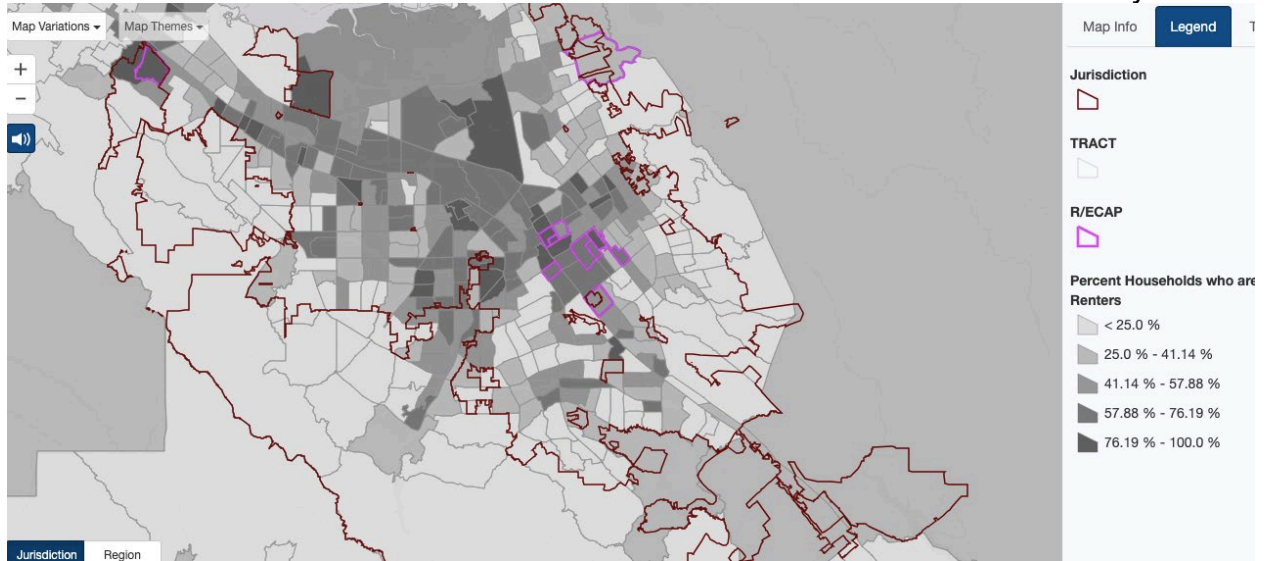 Map Variations
Map Themes
+
−
Jurisdiction
Region
Map Info
Legend
T
Jurisdiction
TRACT
R/ECAP
Percent Households who are
Renters
< 25.0 %
25.0 % - 41.14 %
41.14 % - 57.88 %
57.88 % - 76.19 %
76.19 % - 100.0 %